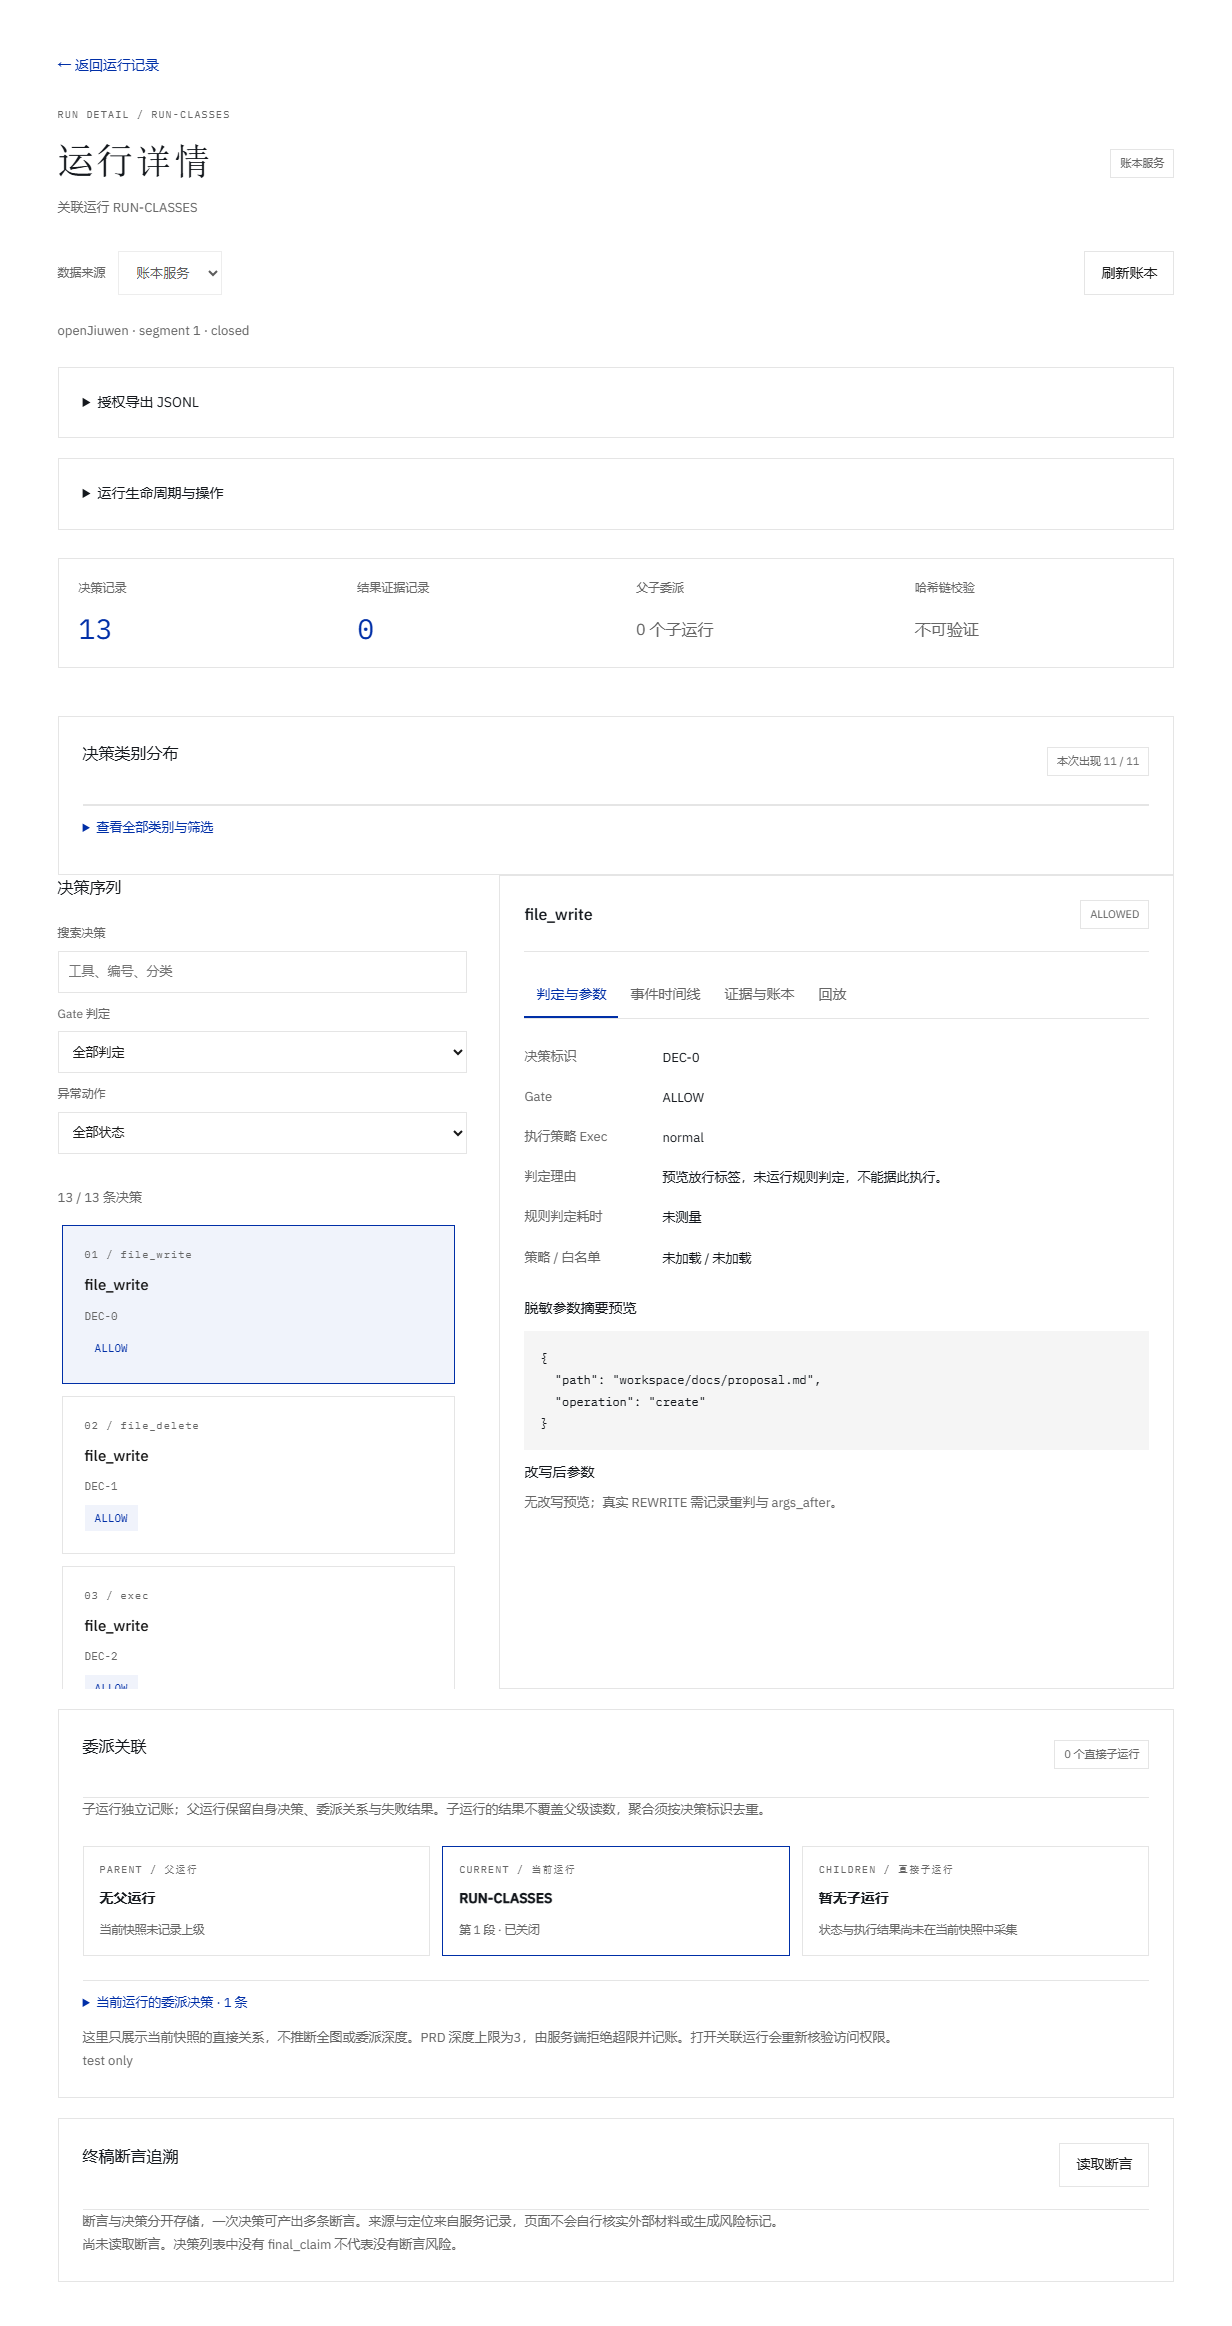 ← 返回运行记录
RUN DETAIL / RUN-CLASSES
运行详情
账本服务
关联运行 RUN-CLASSES
数据来源
账本服务
刷新账本
openJiuwen · segment 1 · closed
▶ 授权导出 JSONL
▶ 运行生命周期与操作
决策记录
13
结果证据记录
0
父子委派
0 个子运行
哈希链校验
不可验证
决策类别分布
本次出现 11 / 11
▶ 查看全部类别与筛选
决策序列
搜索决策
工具、编号、分类
Gate 判定
全部判定
异常动作
全部状态
13 / 13 条决策
01 / file_write
file_write
DEC-0
ALLOW
02 / file_delete
file_write
DEC-1
ALLOW
03 / exec
file_write
DEC-2
ALLOW
file_write
ALLOWED
判定与参数 事件时间线 证据与账本 回放
决策标识 DEC-0
Gate ALLOW
执行策略 Exec normal
判定理由 预览放行标签，未运行规则判定，不能据此执行。
规则判定耗时 未测量
策略 / 白名单 未加载 / 未加载
脱敏参数摘要预览
{
"path": "workspace/docs/proposal.md",
"operation": "create"
}
改写后参数
无改写预览；真实 REWRITE 需记录重判与 args_after。
委派关联
0 个直接子运行
子运行独立记账；父运行保留自身决策、委派关系与失败结果。子运行的结果不覆盖父级读数，聚合须按决策标识去重。
PARENT / 父运行
无父运行
当前快照未记录上级
CURRENT / 当前运行
RUN-CLASSES
第 1 段 · 已关闭
CHILDREN / 直接子运行
暂无子运行
状态与执行结果尚未在当前快照中采集
▶ 当前运行的委派决策 · 1 条
这里只展示当前快照的直接关系，不推断全图或委派深度。PRD 深度上限为3，由服务端拒绝超限并记账。打开关联运行会重新核验访问权限。
test only
终稿断言追溯
读取断言
断言与决策分开存储，一次决策可产出多条断言。来源与定位来自服务记录，页面不会自行核实外部材料或生成风险标记。
尚未读取断言。决策列表中没有 final_claim 不代表没有断言风险。